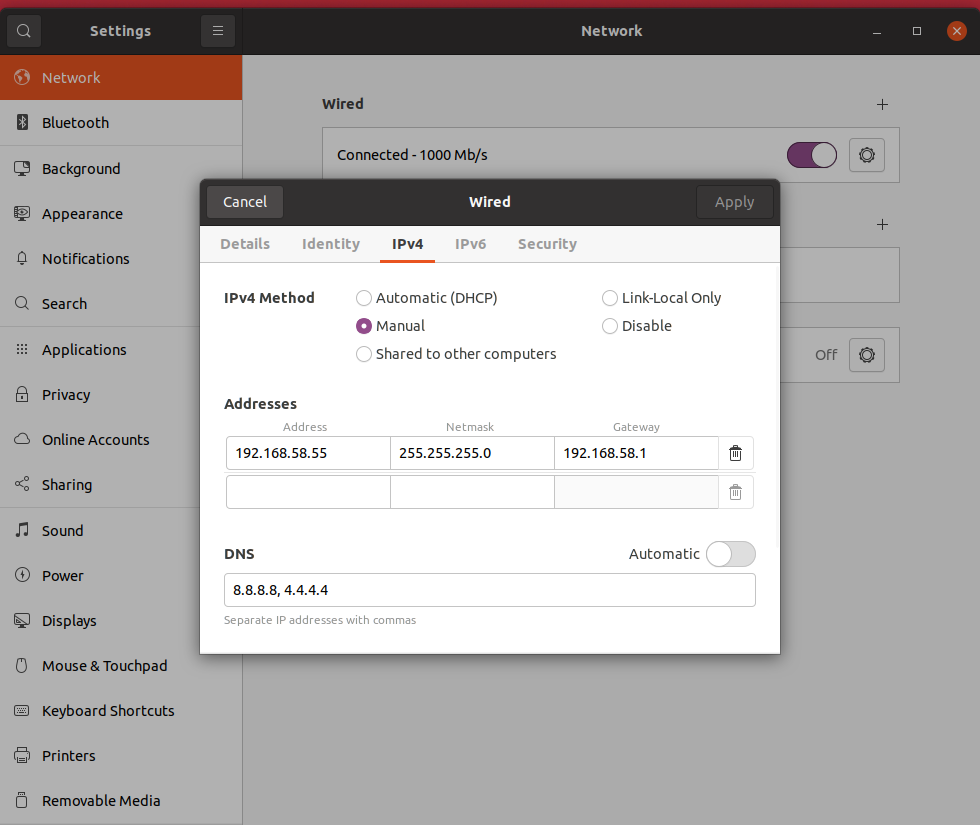 Settings
Network
Network
Bluetooth
Background
Appearance
Notifications
Search
Applications
Privacy
Online Accounts
Sharing
Sound
Power
Displays
Mouse & Touchpad
Keyboard Shortcuts
Printers
Removable Media
Wired
Connected - 1000 Mb/s
Off
Cancel
Wired
Apply
Details Identity IPv4 IPv6 Security
IPv4 Method
Automatic (DHCP)
Link-Local Only
Manual
Disable
Shared to other computers
Addresses
Address Netmask Gateway
192.168.58.55 255.255.255.0 192.168.58.1
DNS
Automatic
8.8.8.8, 4.4.4.4
Separate IP addresses with commas